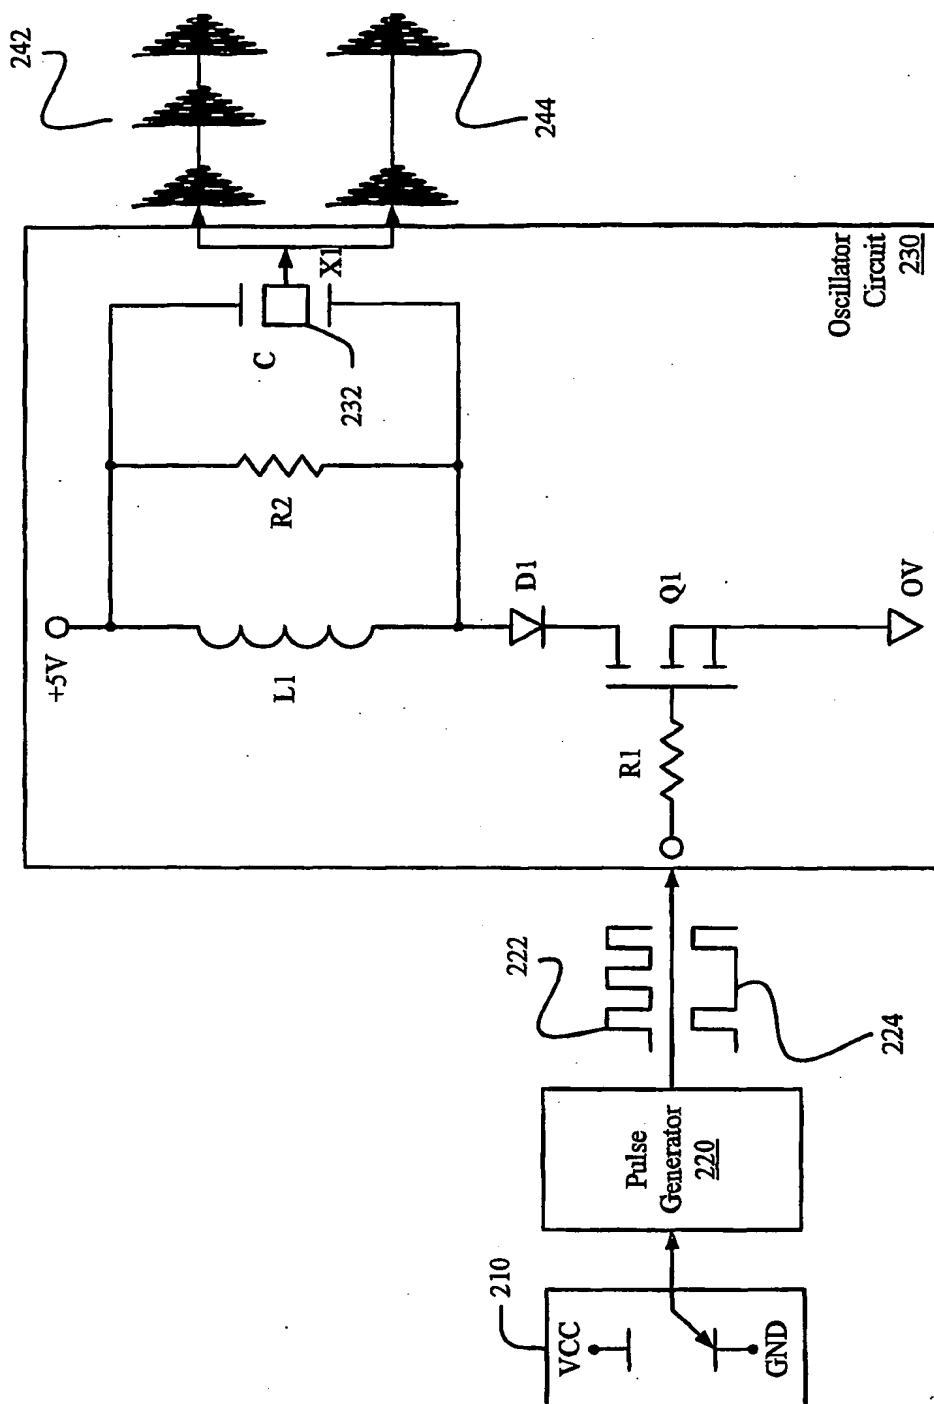 242
+5V
L1
R2
C
X1
232
244
222
R1
D1
Q1
OV
224
210
VCC
GND
Pulse
Generator
220
Oscillator
Circuit
230